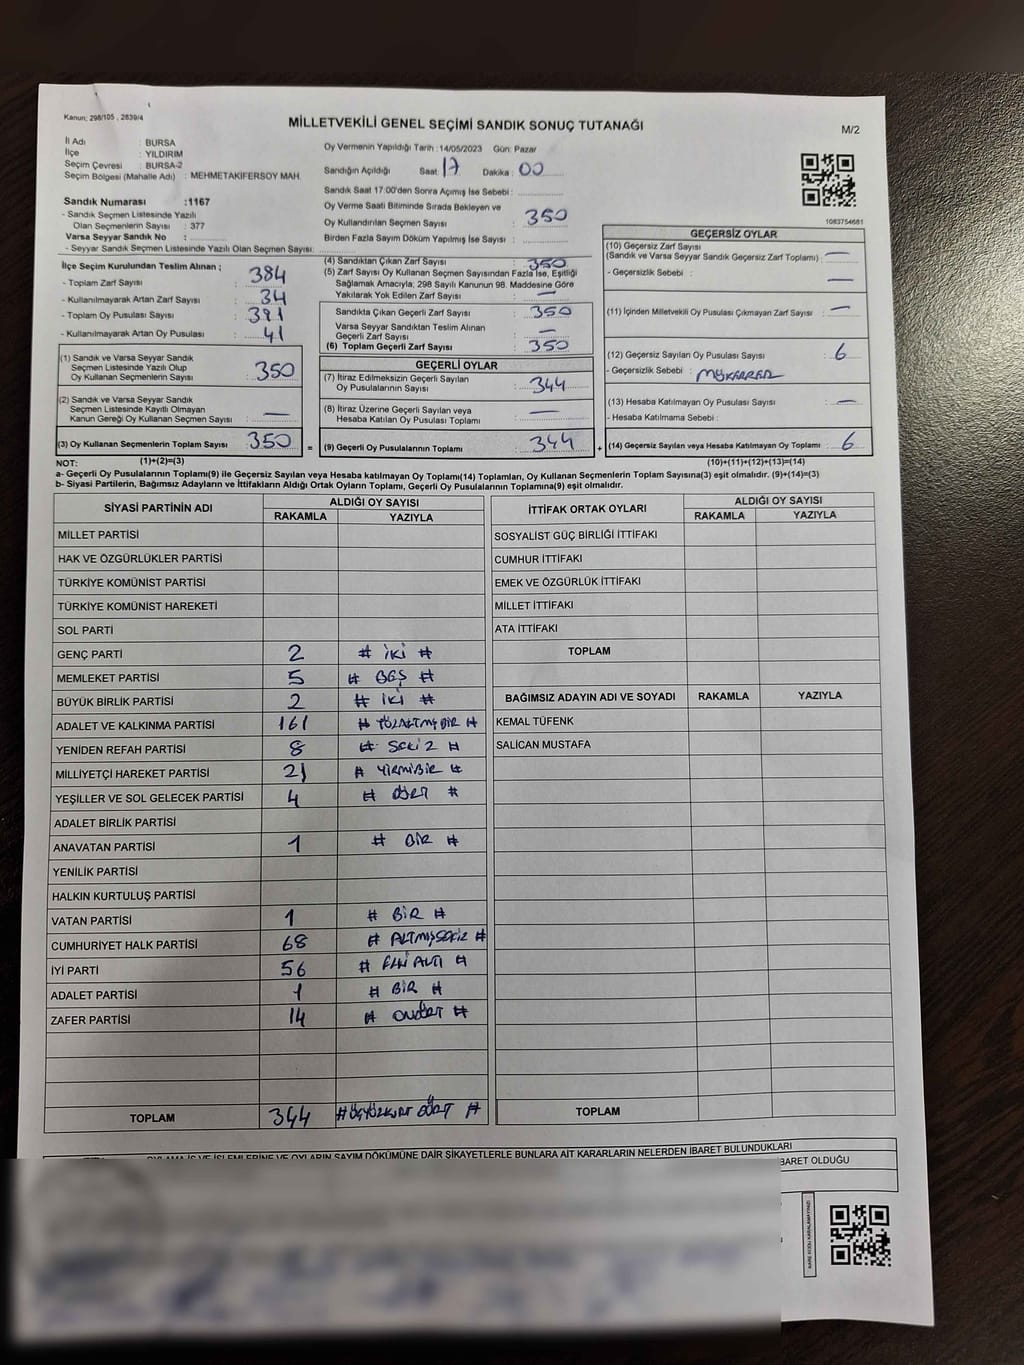 Kanun; 298/105 , 2839/4
MİLLETVEKİLİ GENEL SEÇİMİ SANDIK SONUÇ TUTANAĞI
M/2
İl Adı : BURSA
İlçe : YILDIRIM
Seçim Çevresi : BURSA-2
Seçim Bölgesi (Mahalle Adı) : MEHMETAKİFERSOY MAH.
Oy Vermenin Yapıldığı Tarih : 14/05/2023 Gün: Pazar
Sandığın Açıldığı Saat : 17 Dakika : 00
Sandık Saat 17:00'den Sonra Açımış İse Sebebi :
Oy Verme Saati Bitiminde Sırada Bekleyen ve
Oy Kullandırılan Seçmen Sayısı : 350
Birden Fazla Sayım Döküm Yapılmış İse Sayısı :
1083754681
Sandık Numarası :1167
- Sandık Seçmen Listesinde Yazılı
Olan Seçmenlerin Sayısı : 377
Varsa Seyyar Sandık No :
- Seyyar Sandık Seçmen Listesinde Yazılı Olan Seçmen Sayısı:
İlçe Seçim Kurulundan Teslim Alınan ;
- Toplam Zarf Sayısı : 384
- Kullanılmayarak Artan Zarf Sayısı : 34
- Toplam Oy Pusulası Sayısı : 391
- Kullanılmayarak Artan Oy Pusulası : 41
(1) Sandık ve Varsa Seyyar Sandık
Seçmen Listesinde Yazılı Olup
Oy Kullanan Seçmenlerin Sayısı : 350
(2) Sandık ve Varsa Seyyar Sandık
Seçmen Listesinde Kayıtlı Olmayan
Kanun Gereği Oy Kullanan Seçmen Sayısı : —
(3) Oy Kullanan Seçmenlerin Toplam Sayısı : 350 =
(4) Sandıktan Çıkan Zarf Sayısı : 350
(5) Zarf Sayısı Oy Kullanan Seçmen Sayısından Fazla İse, Eşitliği
Sağlamak Amacıyla; 298 Sayılı Kanunun 98. Maddesine Göre
Yakılarak Yok Edilen Zarf Sayısı : —
Sandıkta Çıkan Geçerli Zarf Sayısı : 350
Varsa Seyyar Sandıktan Teslim Alınan
Geçerli Zarf Sayısı : —
(6) Toplam Geçerli Zarf Sayısı : 350
GEÇERLİ OYLAR
(7) İtiraz Edilmeksizin Geçerli Sayılan
Oy Pusulalarının Sayısı : 344
(8) İtiraz Üzerine Geçerli Sayılan veya
Hesaba Katılan Oy Pusulaları Toplamı : —
(9) Geçerli Oy Pusulalarının Toplamı : 344 +
GEÇERSİZ OYLAR
(10) Geçersiz Zarf Sayısı
(Sandık ve Varsa Seyyar Sandık Geçersiz Zarf Toplamı) : —
- Geçersizlik Sebebi : —
(11) İçinden Milletvekili Oy Pusulası Çıkmayan Zarf Sayısı : —
(12) Geçersiz Sayılan Oy Pusulası Sayısı : 6
- Geçersizlik Sebebi : MÜKERRER
(13) Hesaba Katılmayan Oy Pusulası Sayısı : —
- Hesaba Katılmama Sebebi :
(14) Geçersiz Sayılan veya Hesaba Katılmayan Oy Toplamı : 6
NOT: (1)+(2)=(3) (10)+(11)+(12)+(13)=(14)
a- Geçerli Oy Pusulalarının Toplamı(9) ile Geçersiz Sayılan veya Hesaba katılmayan Oy Toplamı(14) Toplamları, Oy Kullanan Seçmenlerin Toplam Sayısına(3) eşit olmalıdır. (9)+(14)=(3)
b- Siyasi Partilerin, Bağımsız Adayların ve İttifakların Aldığı Ortak Oyların Toplamı, Geçerli Oy Pusulalarının Toplamına(9) eşit olmalıdır.
SİYASİ PARTİNİN ADI ALDIĞI OY SAYISI
RAKAMLA YAZIYLA
MİLLET PARTİSİ
HAK VE ÖZGÜRLÜKLER PARTİSİ
TÜRKİYE KOMÜNİST PARTİSİ
TÜRKİYE KOMÜNİST HAREKETİ
SOL PARTİ
GENÇ PARTİ 2 # İKİ #
MEMLEKET PARTİSİ 5 # BEŞ #
BÜYÜK BİRLİK PARTİSİ 2 # İKİ #
ADALET VE KALKINMA PARTİSİ 161 # YÜZALTMIŞBİR #
YENİDEN REFAH PARTİSİ 8 # SEKİZ #
MİLLİYETÇİ HAREKET PARTİSİ 21 # YİRMİBİR #
YEŞİLLER VE SOL GELECEK PARTİSİ 4 # DÖRT #
ADALET BİRLİK PARTİSİ
ANAVATAN PARTİSİ 1 # BİR #
YENİLİK PARTİSİ
HALKIN KURTULUŞ PARTİSİ
VATAN PARTİSİ 1 # BİR #
CUMHURİYET HALK PARTİSİ 68 # ALTMIŞSEKİZ #
İYİ PARTİ 56 # ELLİ ALTI #
ADALET PARTİSİ 1 # BİR #
ZAFER PARTİSİ 14 # ONDÖRT #
TOPLAM 344 # ÜÇYÜZKIRK DÖRT #
İTTİFAK ORTAK OYLARI ALDIĞI OY SAYISI
RAKAMLA YAZIYLA
SOSYALİST GÜÇ BİRLİĞİ İTTİFAKI
CUMHUR İTTİFAKI
EMEK VE ÖZGÜRLÜK İTTİFAKI
MİLLET İTTİFAKI
ATA İTTİFAKI
TOPLAM
BAĞIMSIZ ADAYIN ADI VE SOYADI RAKAMLA YAZIYLA
KEMAL TÜFENK
SALİCAN MUSTAFA
TOPLAM
OYLAMA İŞ VE İŞLEMLERİNE VE OYLARIN SAYIM DÖKÜMÜNE DAİR ŞİKAYETLERLE BUNLARA AİT KARARLARIN NELERDEN İBARET BULUNDUKLARI
BARET OLDUĞU
KARE KODU KARALAMAYINIZ!